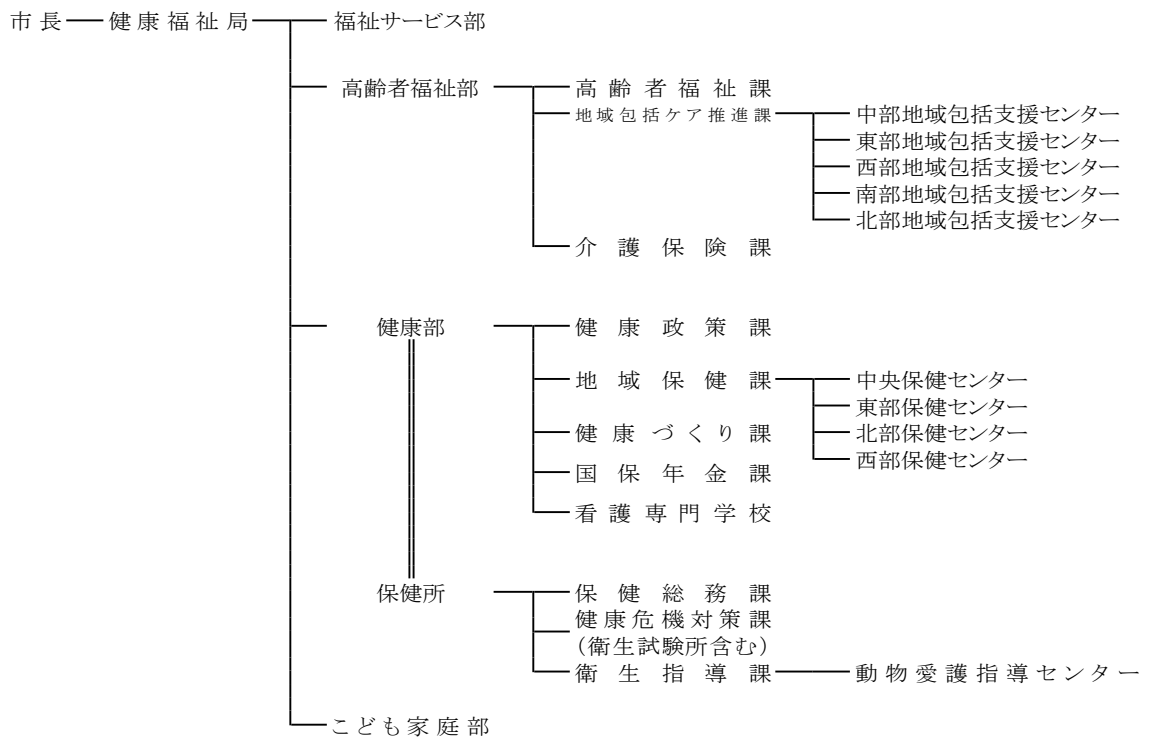 市長 健康福祉局 福祉サービス部
高齢者福祉部 高齢者福祉課
地域包括ケア推進課 中部地域包括支援センター
東部地域包括支援センター
西部地域包括支援センター
南部地域包括支援センター
北部地域包括支援センター
介護保険課
健康部 健康政策課
地域保健課 中央保健センター
東部保健センター
健康づくり課 北部保健センター
西部保健センター
国保年金課
看護専門学校
保健所 保健総務課
健康危機対策課
(衛生試験所含む)
衛生指導課 動物愛護指導センター
こども家庭部